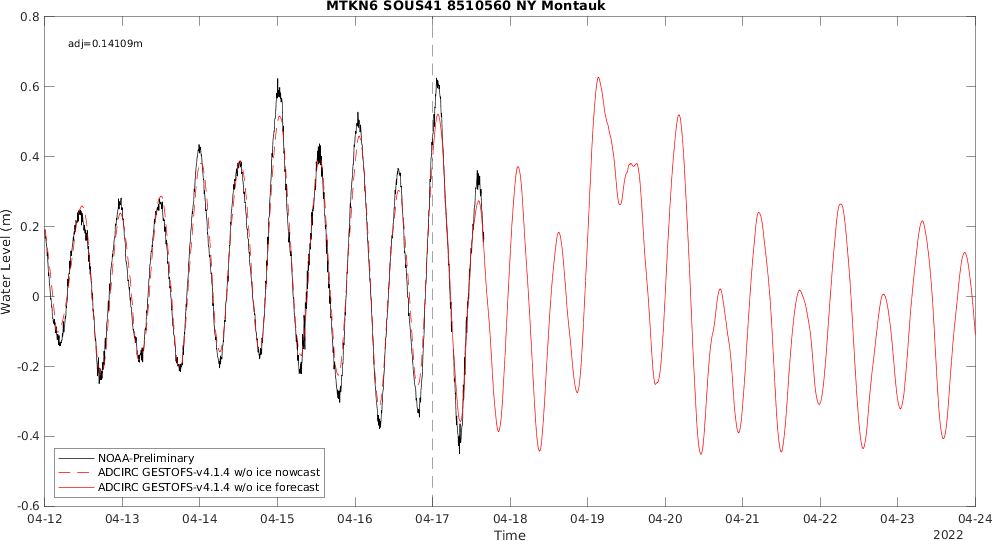 MTKN6 SOUS41 8510560 NY Montauk
adj=0.14109m
0.8
0.6
0.4
0.2
0
-0.2
-0.4
-0.6
Water Level (m)
NOAA-Preliminary
ADCIRC GESTOFS-v4.1.4 w/o ice nowcast
ADCIRC GESTOFS-v4.1.4 w/o ice forecast
04-12 04-13 04-14 04-15 04-16 04-17 04-18 04-19 04-20 04-21 04-22 04-23 04-24
Time
2022